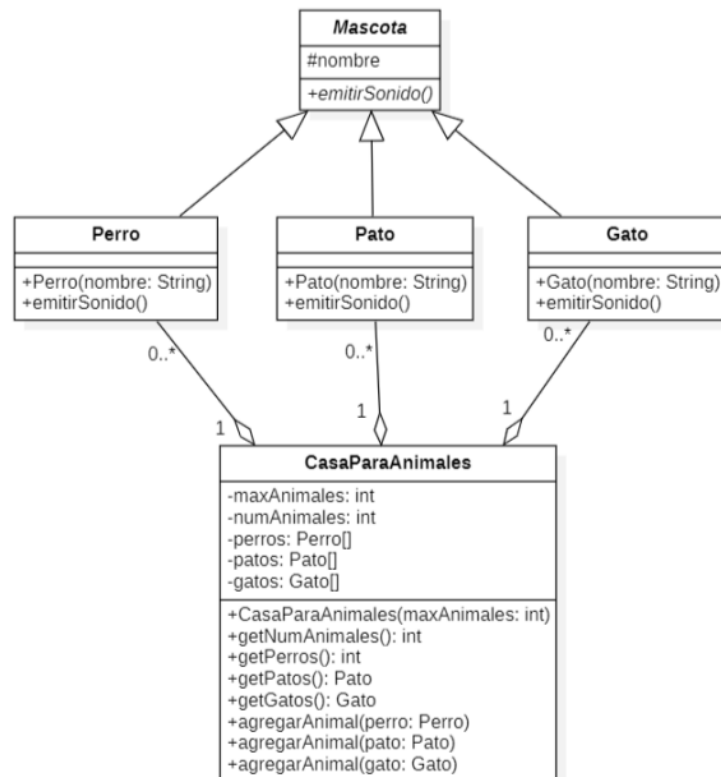 Mascota
#nombre
+emitirSonido()
Perro
+Perro(nombre: String)
+emitirSonido()
Pato
+Pato(nombre: String)
+emitirSonido()
Gato
+Gato(nombre: String)
+emitirSonido()
0..*
0..*
0..*
1
1
1
CasaParaAnimales
-maxAnimales: int
-numAnimales: int
-perros: Perro[]
-patos: Pato[]
-gatos: Gato[]
+CasaParaAnimales(maxAnimales: int)
+getNumAnimales(): int
+getPerros(): int
+getPatos(): Pato
+getGatos(): Gato
+agregarAnimal(perro: Perro)
+agregarAnimal(pato: Pato)
+agregarAnimal(gato: Gato)